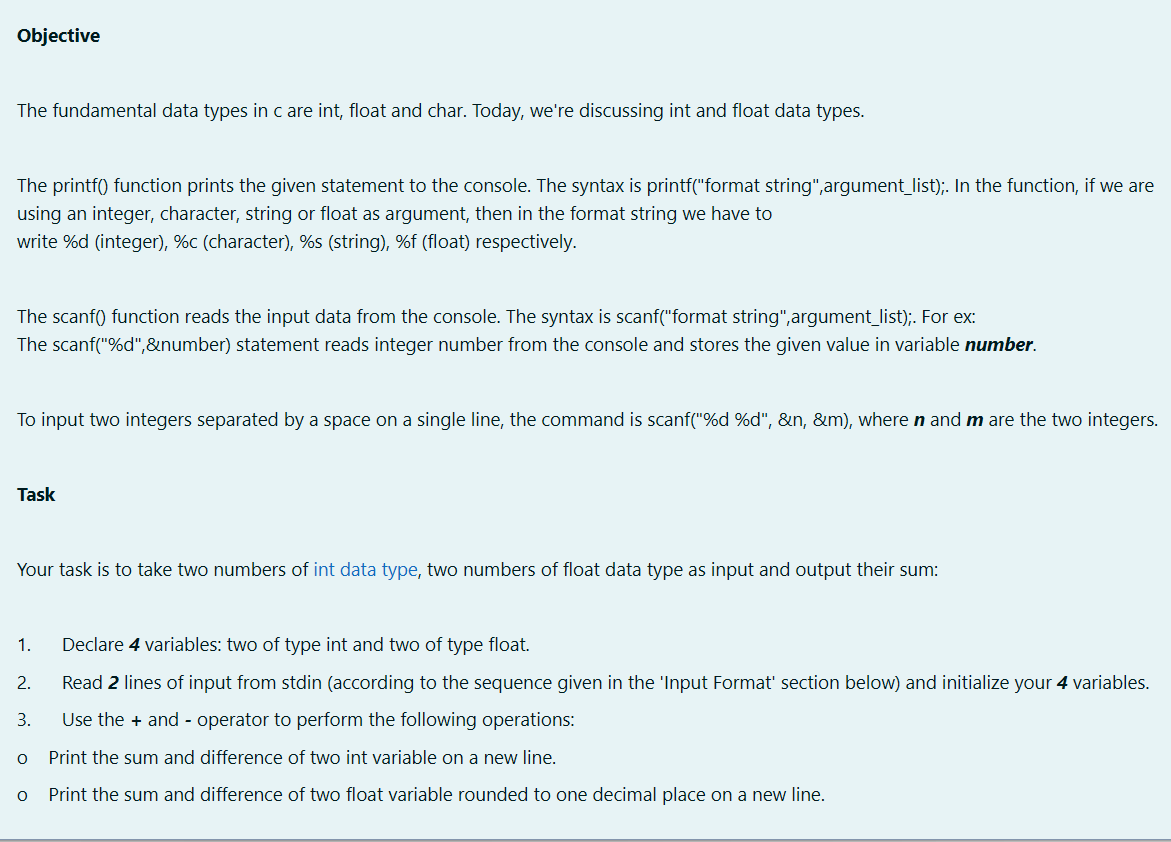 Objective
The fundamental data types in c are int, float and char. Today, we're discussing int and float data types.
The printf() function prints the given statement to the console. The syntax is printf("format string",argument_list);. In the function, if we are
using an integer, character, string or float as argument, then in the format string we have to
write %d (integer), %c (character), %s (string), %f (float) respectively.
The scanf() function reads the input data from the console. The syntax is scanf("format string",argument_list);. For ex:
The scanf("%d",&number) statement reads integer number from the console and stores the given value in variable number.
To input two integers separated by a space on a single line, the command is scanf("%d %d", &n, &m), where n and m are the two integers.
Task
Your task is to take two numbers of int data type, two numbers of float data type as input and output their sum:
1. Declare 4 variables: two of type int and two of type float.
2. Read 2 lines of input from stdin (according to the sequence given in the 'Input Format' section below) and initialize your 4 variables.
3. Use the + and - operator to perform the following operations:
o Print the sum and difference of two int variable on a new line.
o Print the sum and difference of two float variable rounded to one decimal place on a new line.